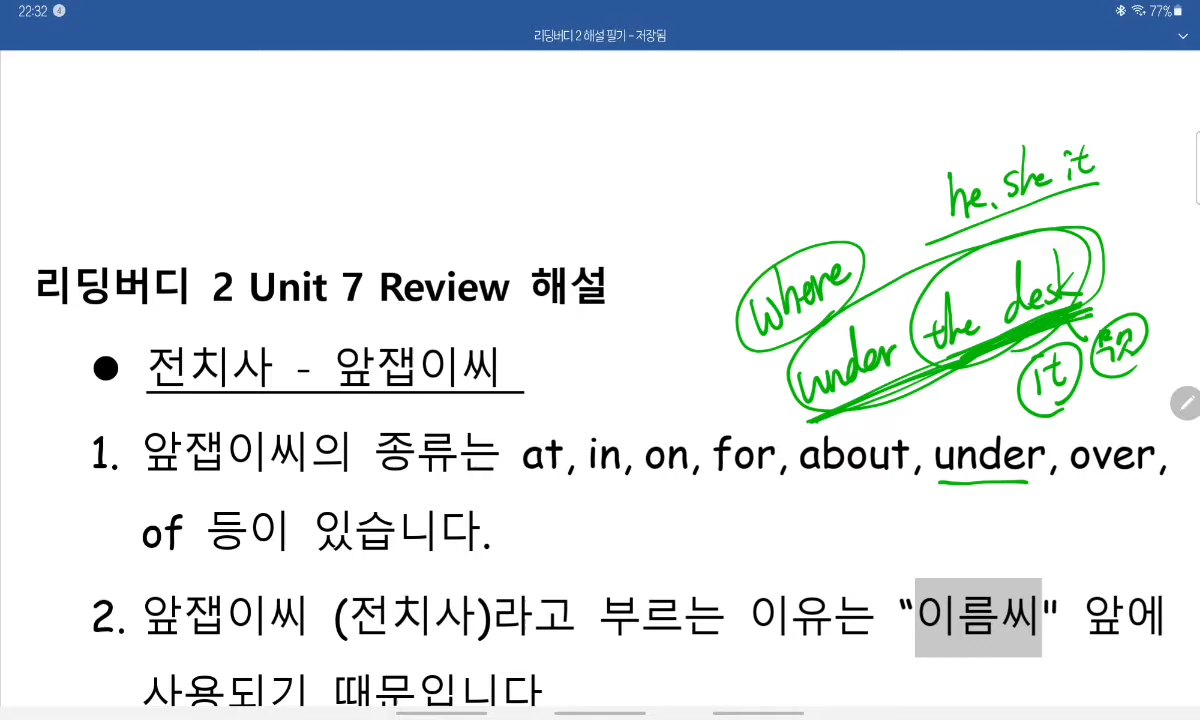 22:32 4 77%
리딩버디 2 해설 필기 - 저장됨
he, she it
where
under the desk
it
리딩버디 2 Unit 7 Review 해설
● 전치사 - 앞잽이씨
1. 앞잽이씨의 종류는 at, in, on, for, about, under, over,
of 등이 있습니다.
2. 앞잽이씨 (전치사)라고 부르는 이유는 “이름씨" 앞에
사용되기 때문입니다